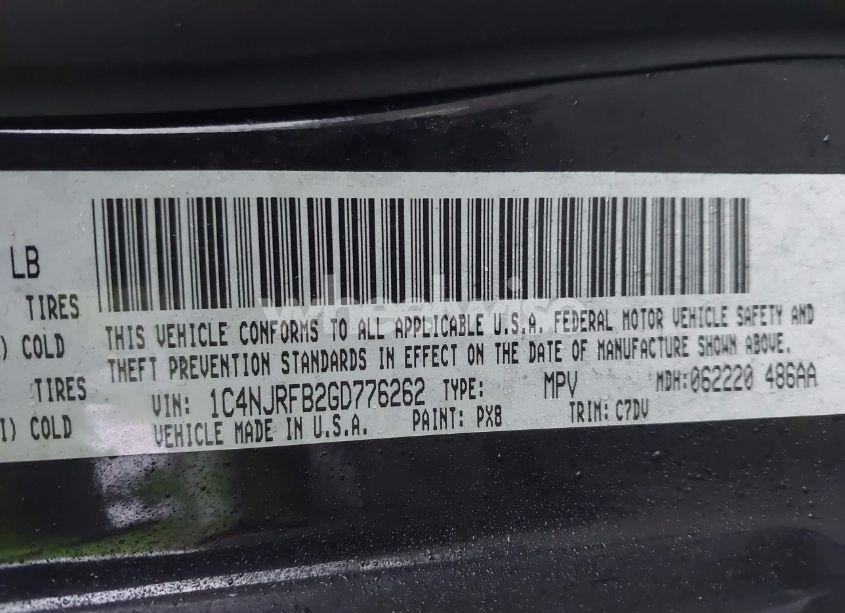 LB
TIRES
) COLD
TIRES
I) COLD
wheelwise
THIS VEHICLE CONFORMS TO ALL APPLICABLE U.S.A. FEDERAL MOTOR VEHICLE SAFETY AND
THEFT PREVENTION STANDARDS IN EFFECT ON THE DATE OF MANUFACTURE SHOWN ABOVE.
VIN: 1C4NJRFB2GD776262 TYPE: MPV MDH:062220 486AA
VEHICLE MADE IN U.S.A. PAINT: PX8 TRIM: C7DV